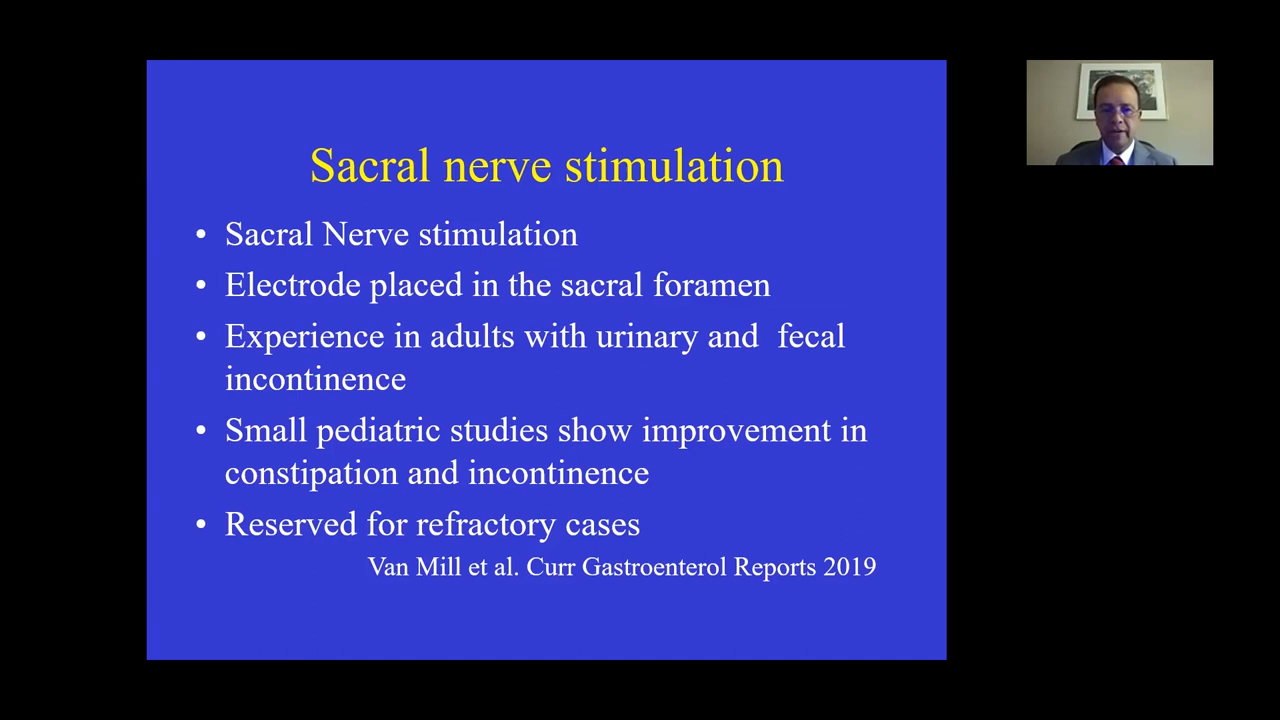 Sacral nerve stimulation
• Sacral Nerve stimulation
• Electrode placed in the sacral foramen
• Experience in adults with urinary and  fecal
incontinence
• Small pediatric studies show improvement in
constipation and incontinence
• Reserved for refractory cases
Van Mill et al. Curr Gastroenterol Reports 2019